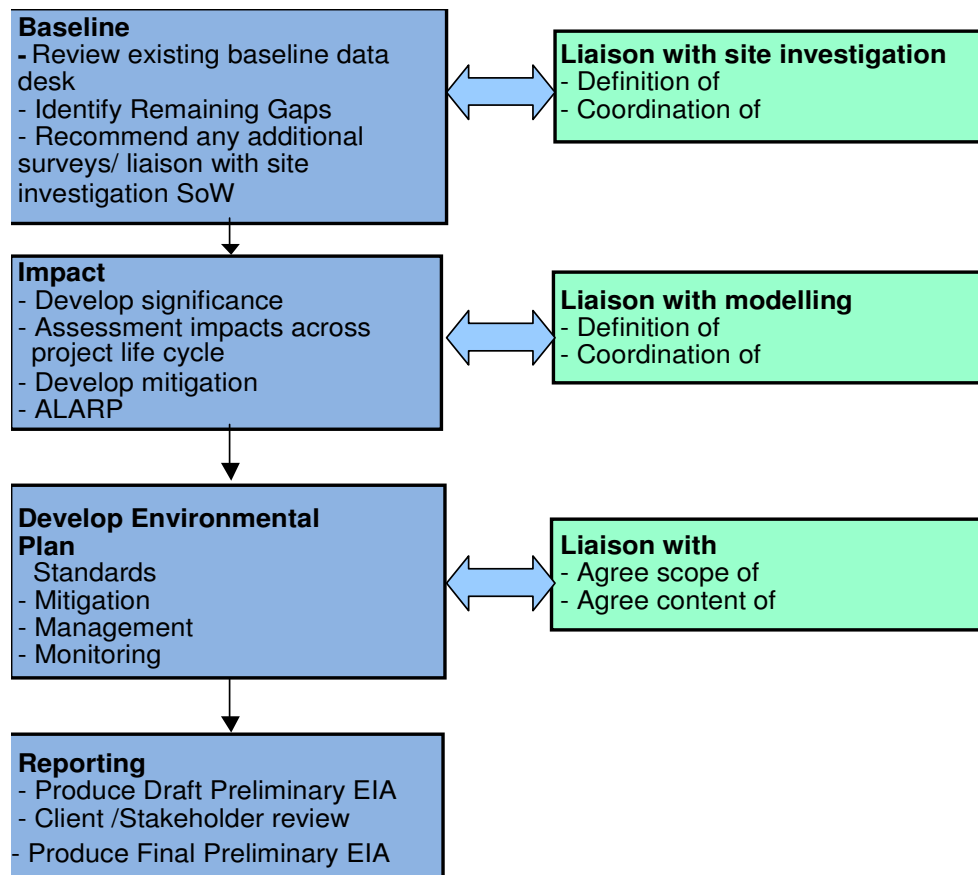 Baseline
- Review existing baseline data
desk
- Identify Remaining Gaps
- Recommend any additional
surveys/ liaison with site
investigation SoW
Liaison with site investigation
- Definition of
- Coordination of
Impact
- Develop significance
- Assessment impacts across
project life cycle
- Develop mitigation
- ALARP
Liaison with modelling
- Definition of
- Coordination of
Develop Environmental
Plan
Standards
- Mitigation
- Management
- Monitoring
Liaison with
- Agree scope of
- Agree content of
Reporting
- Produce Draft Preliminary EIA
- Client /Stakeholder review
- Produce Final Preliminary EIA